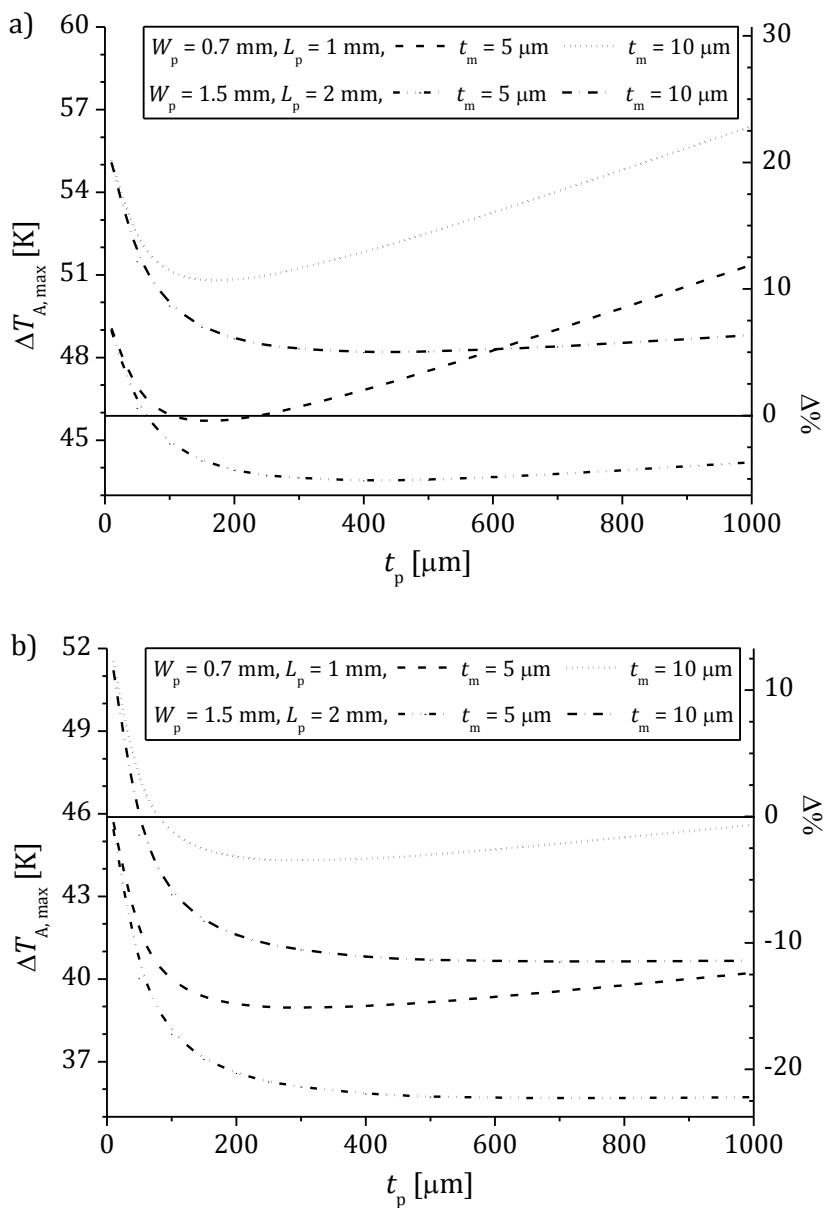 a)
W_p = 0.7 mm, L_p = 1 mm, t_m = 5 μm t_m = 10 μm
W_p = 1.5 mm, L_p = 2 mm, t_m = 5 μm t_m = 10 μm
60
57
54
51
48
45
ΔT_A, max [K]
30
20
10
0
Δ%
0 200 400 600 800 1000
t_p [μm]
b)
W_p = 0.7 mm, L_p = 1 mm, t_m = 5 μm t_m = 10 μm
W_p = 1.5 mm, L_p = 2 mm, t_m = 5 μm t_m = 10 μm
52
49
46
43
40
37
ΔT_A, max [K]
10
0
-10
-20
Δ%
0 200 400 600 800 1000
t_p [μm]